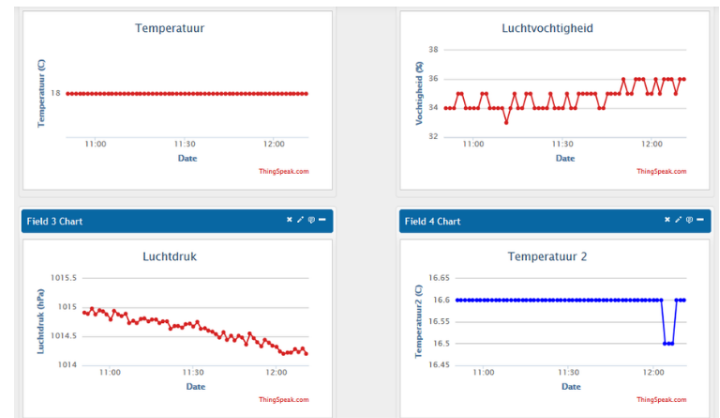 Temperatuur
Temperatuur (C)
18
11:00 11:30 12:00
Date
ThingSpeak.com
Luchtvochtigheid
Vochtigheid (%)
38
36
34
32
11:00 11:30 12:00
Date
ThingSpeak.com
Field 3 Chart
Luchtdruk
Luchsdruk (hPa)
1015.5
1015
1014.5
1014
11:00 11:30 12:00
Date
ThingSpeak.com
Field 4 Chart
Temperatuur 2
Temperatuur2 (C)
16.65
16.6
16.55
16.5
16.45
11:00 11:30 12:00
Date
ThingSpeak.com